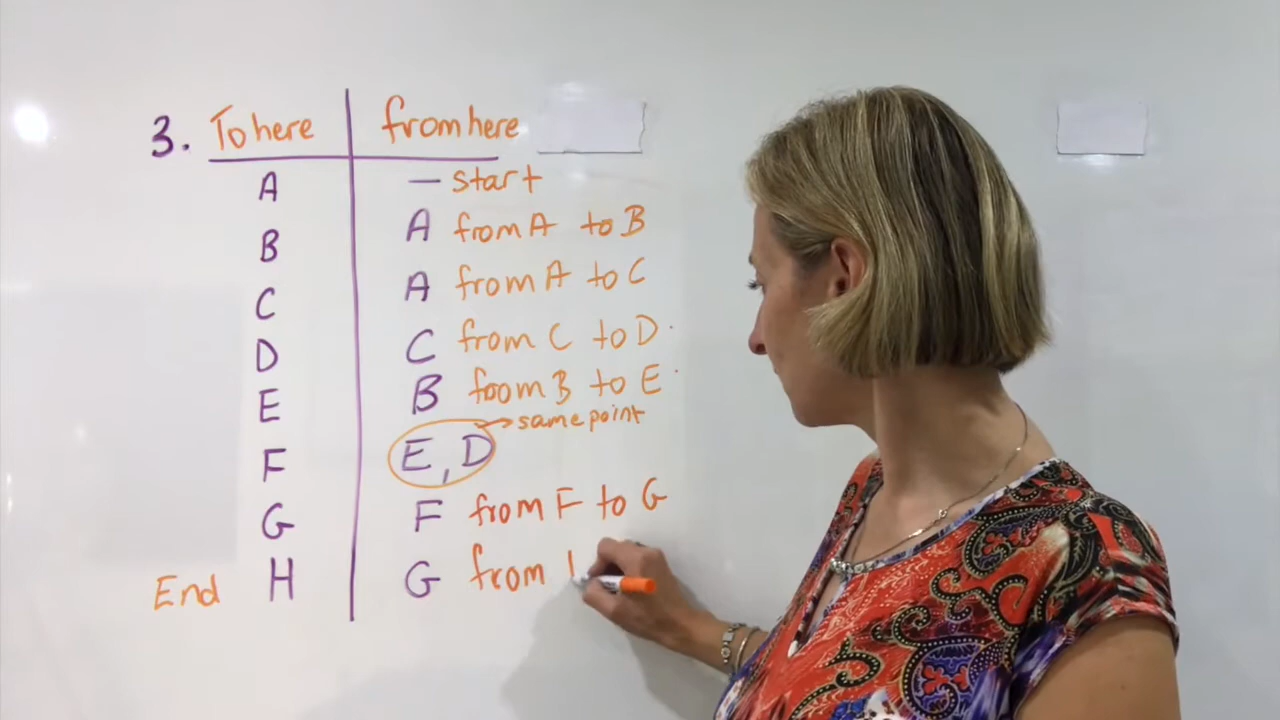 3. To here from here
A — start
B A from A to B
C A from A to C
D C from C to D.
E B foom B to E.
same point
F E, D
G F from F to G
End H G from